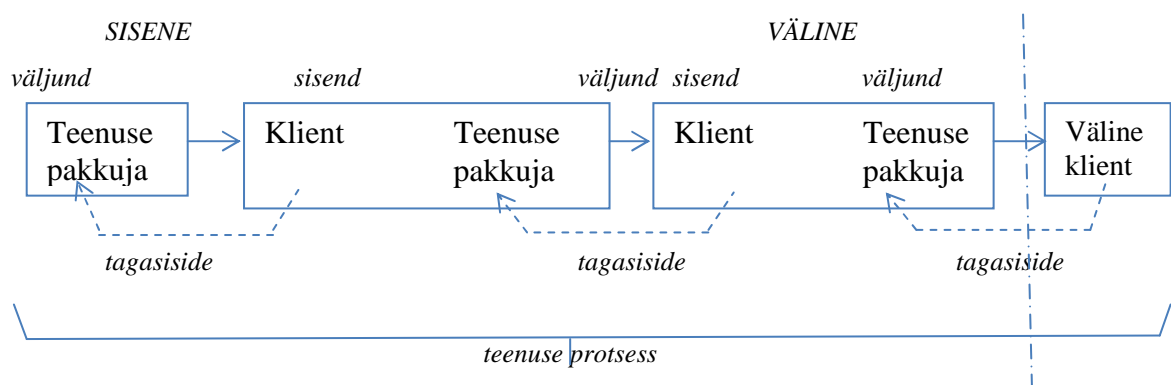 SISENE VÄLINE
väljund sisend väljund sisend väljund
Teenuse Klient Teenuse Klient Teenuse Väline
pakkuja pakkuja pakkuja klient
tagasiside tagasiside tagasiside
teenuse protsess